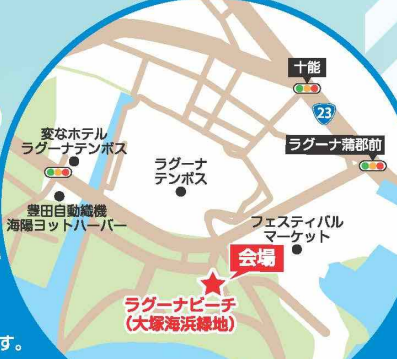 十能
23
ラグーナ蒲郡前
変なホテル
ラグーナテンボス
ラグーナ
テンボス
豊田自動織機
海陽ヨットハーバー
フェスティバル
マーケット
会場
ラグーナビーチ
(大塚海浜緑地)
す。